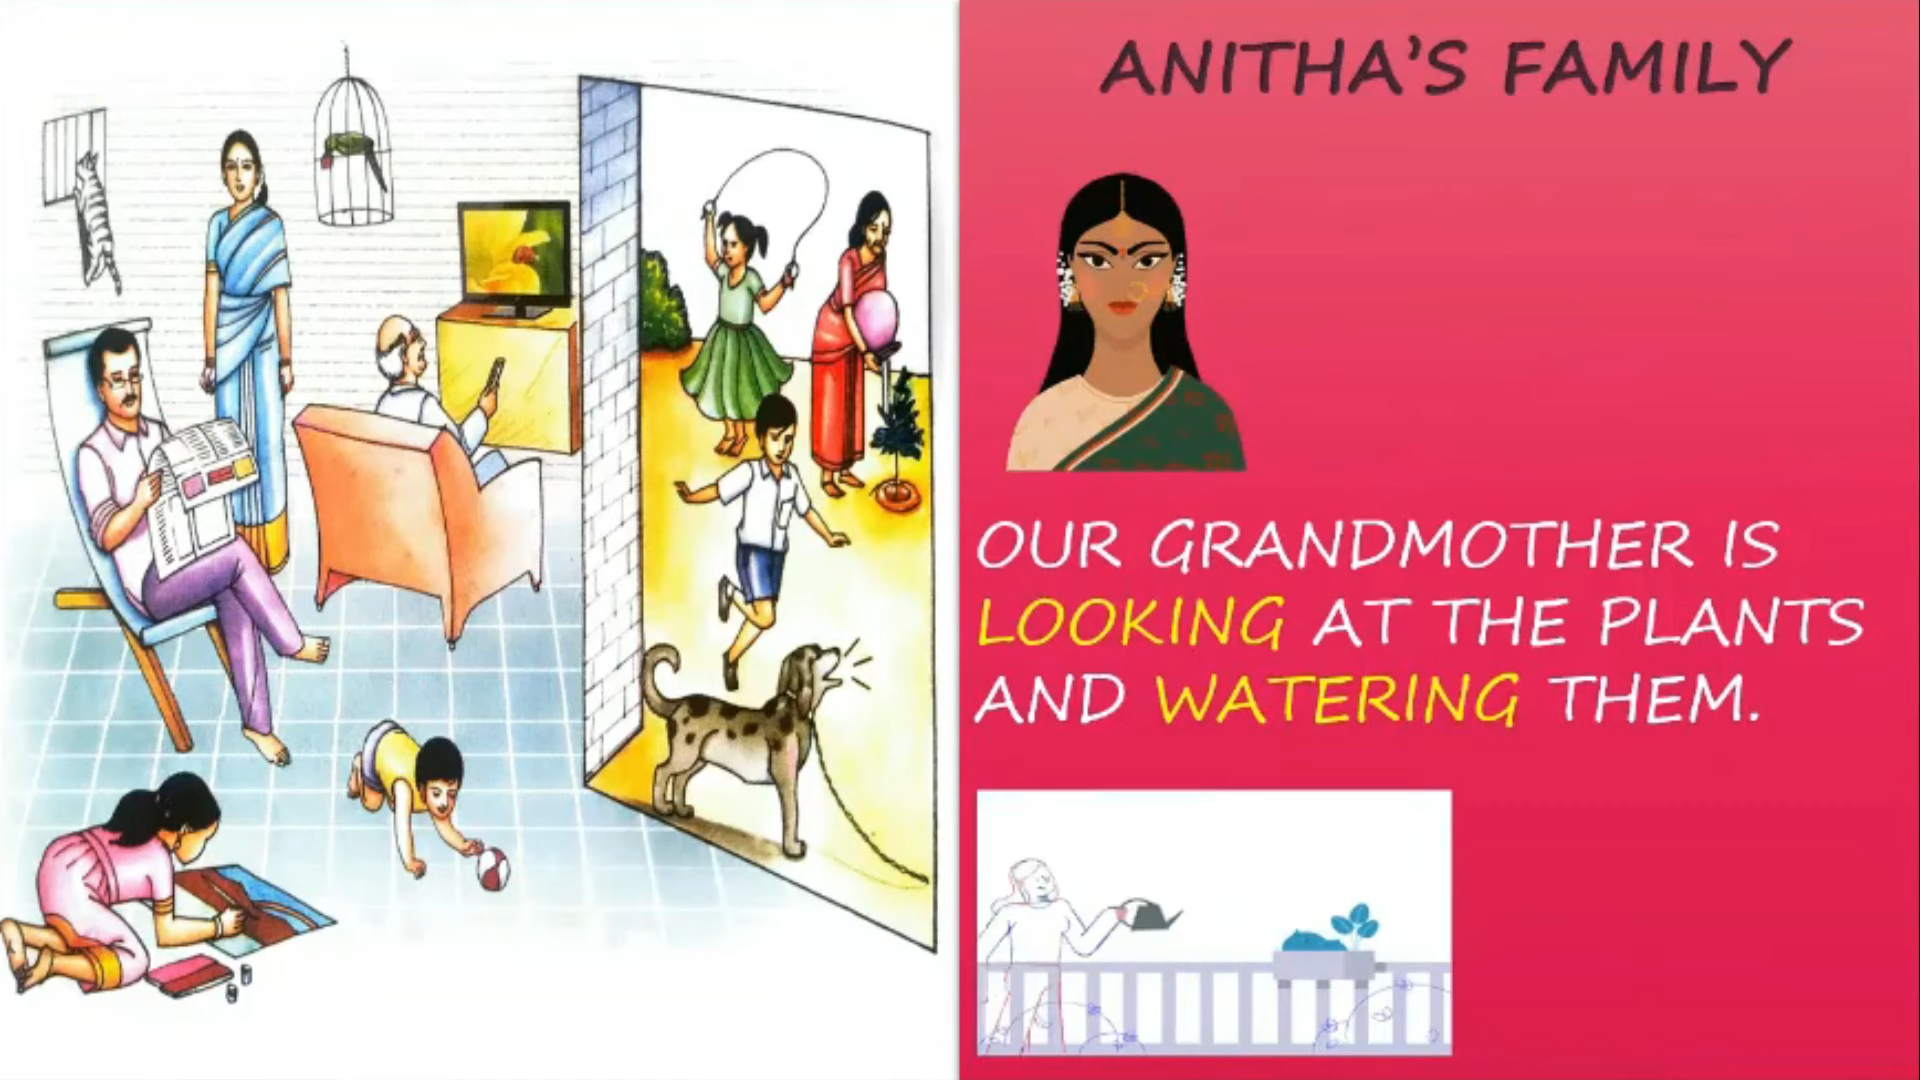 ANITHA'S FAMILY
OUR GRANDMOTHER IS
LOOKING AT THE PLANTS
AND WATERING THEM.